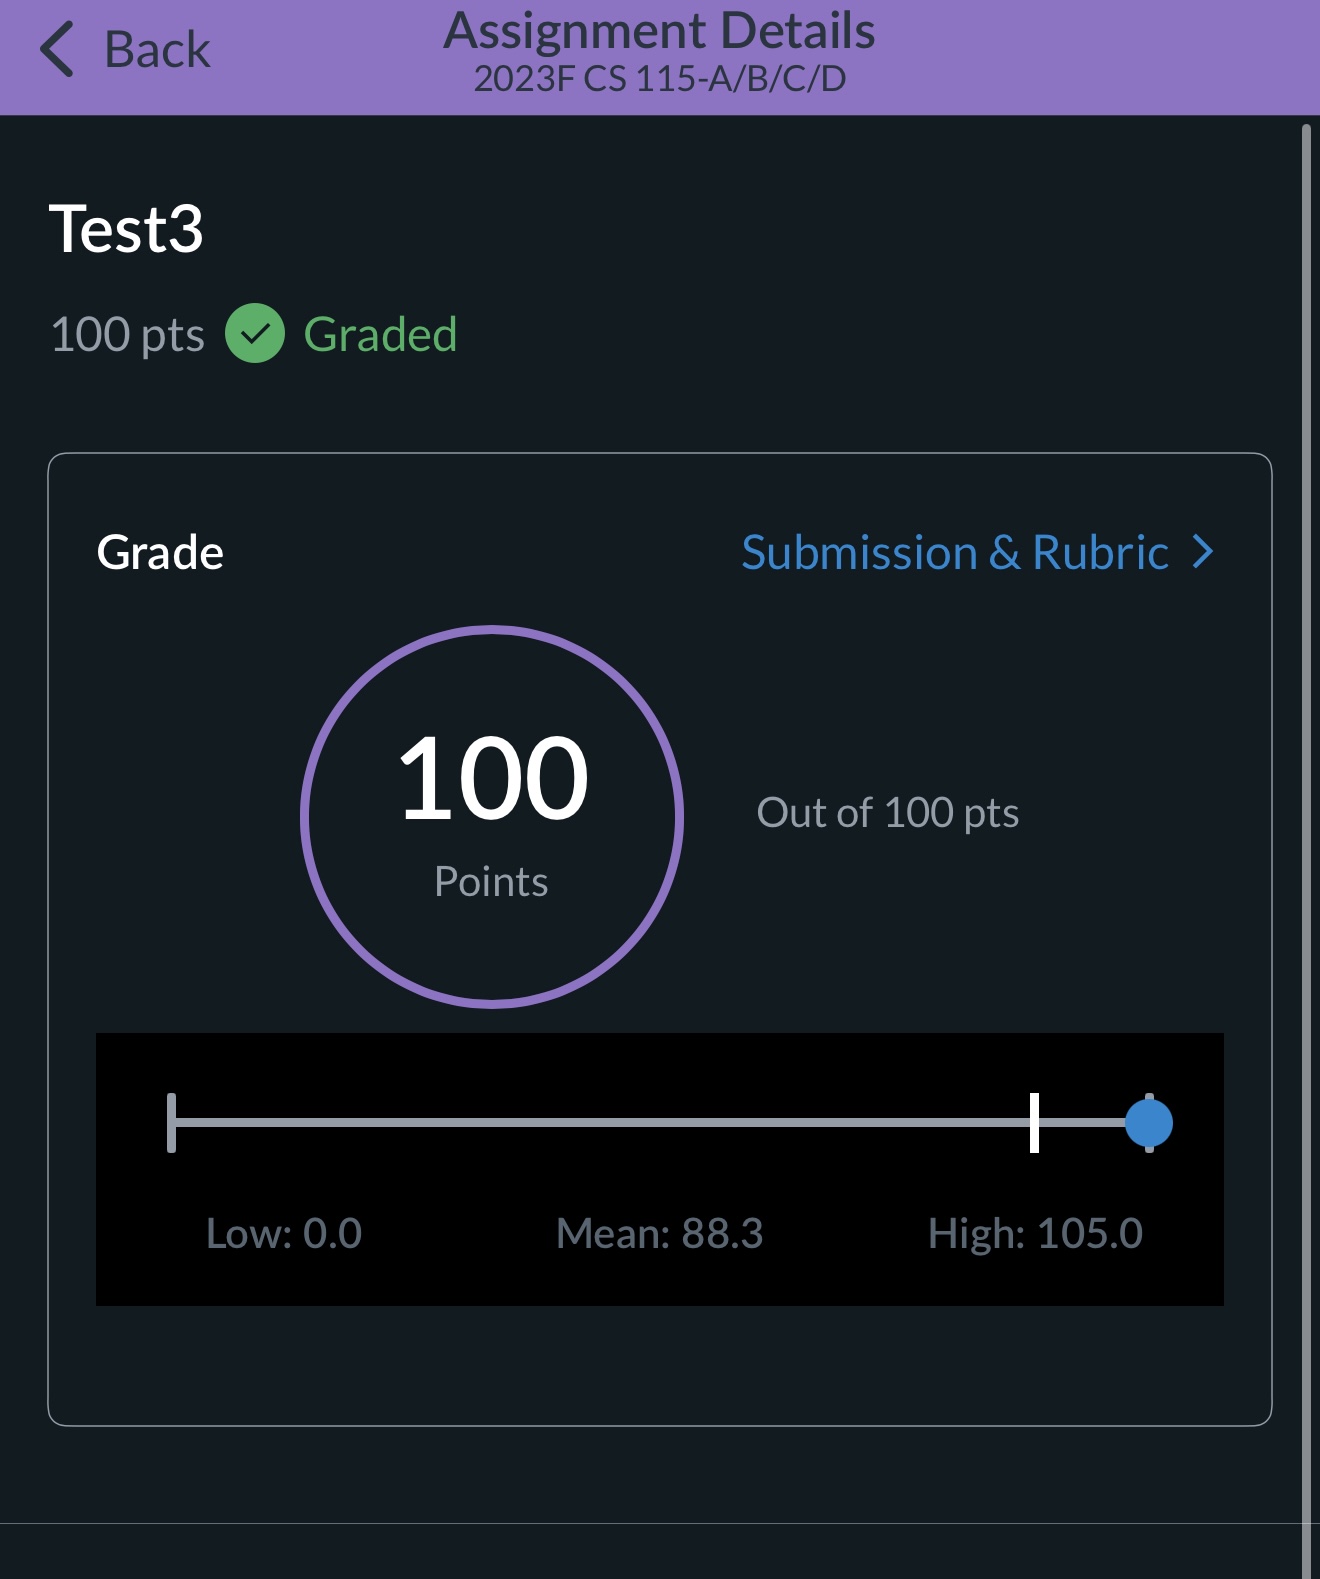 Back
Assignment Details
2023F CS 115-A/B/C/D
Test3
100 pts Graded
Grade
Submission & Rubric
100
Points
Out of 100 pts
Low: 0.0
Mean: 88.3
High: 105.0